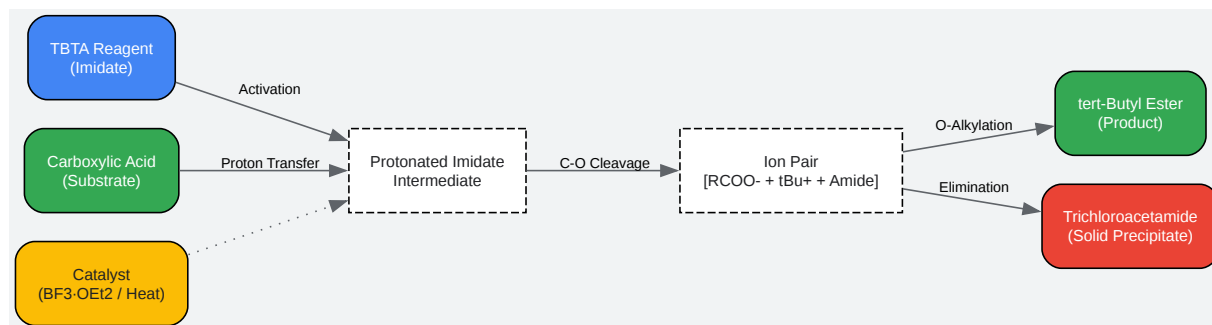 TBTA Reagent
(Imidate)
Activation
Carboxylic Acid
(Substrate)
Proton Transfer
Catalyst
(BF3·OEt2 / Heat)
Protonated Imidate
Intermediate
C-O Cleavage
Ion Pair
[RCOO- + tBu+ + Amide]
O-Alkylation
tert-Butyl Ester
(Product)
Elimination
Trichloroacetamide
(Solid Precipitate)